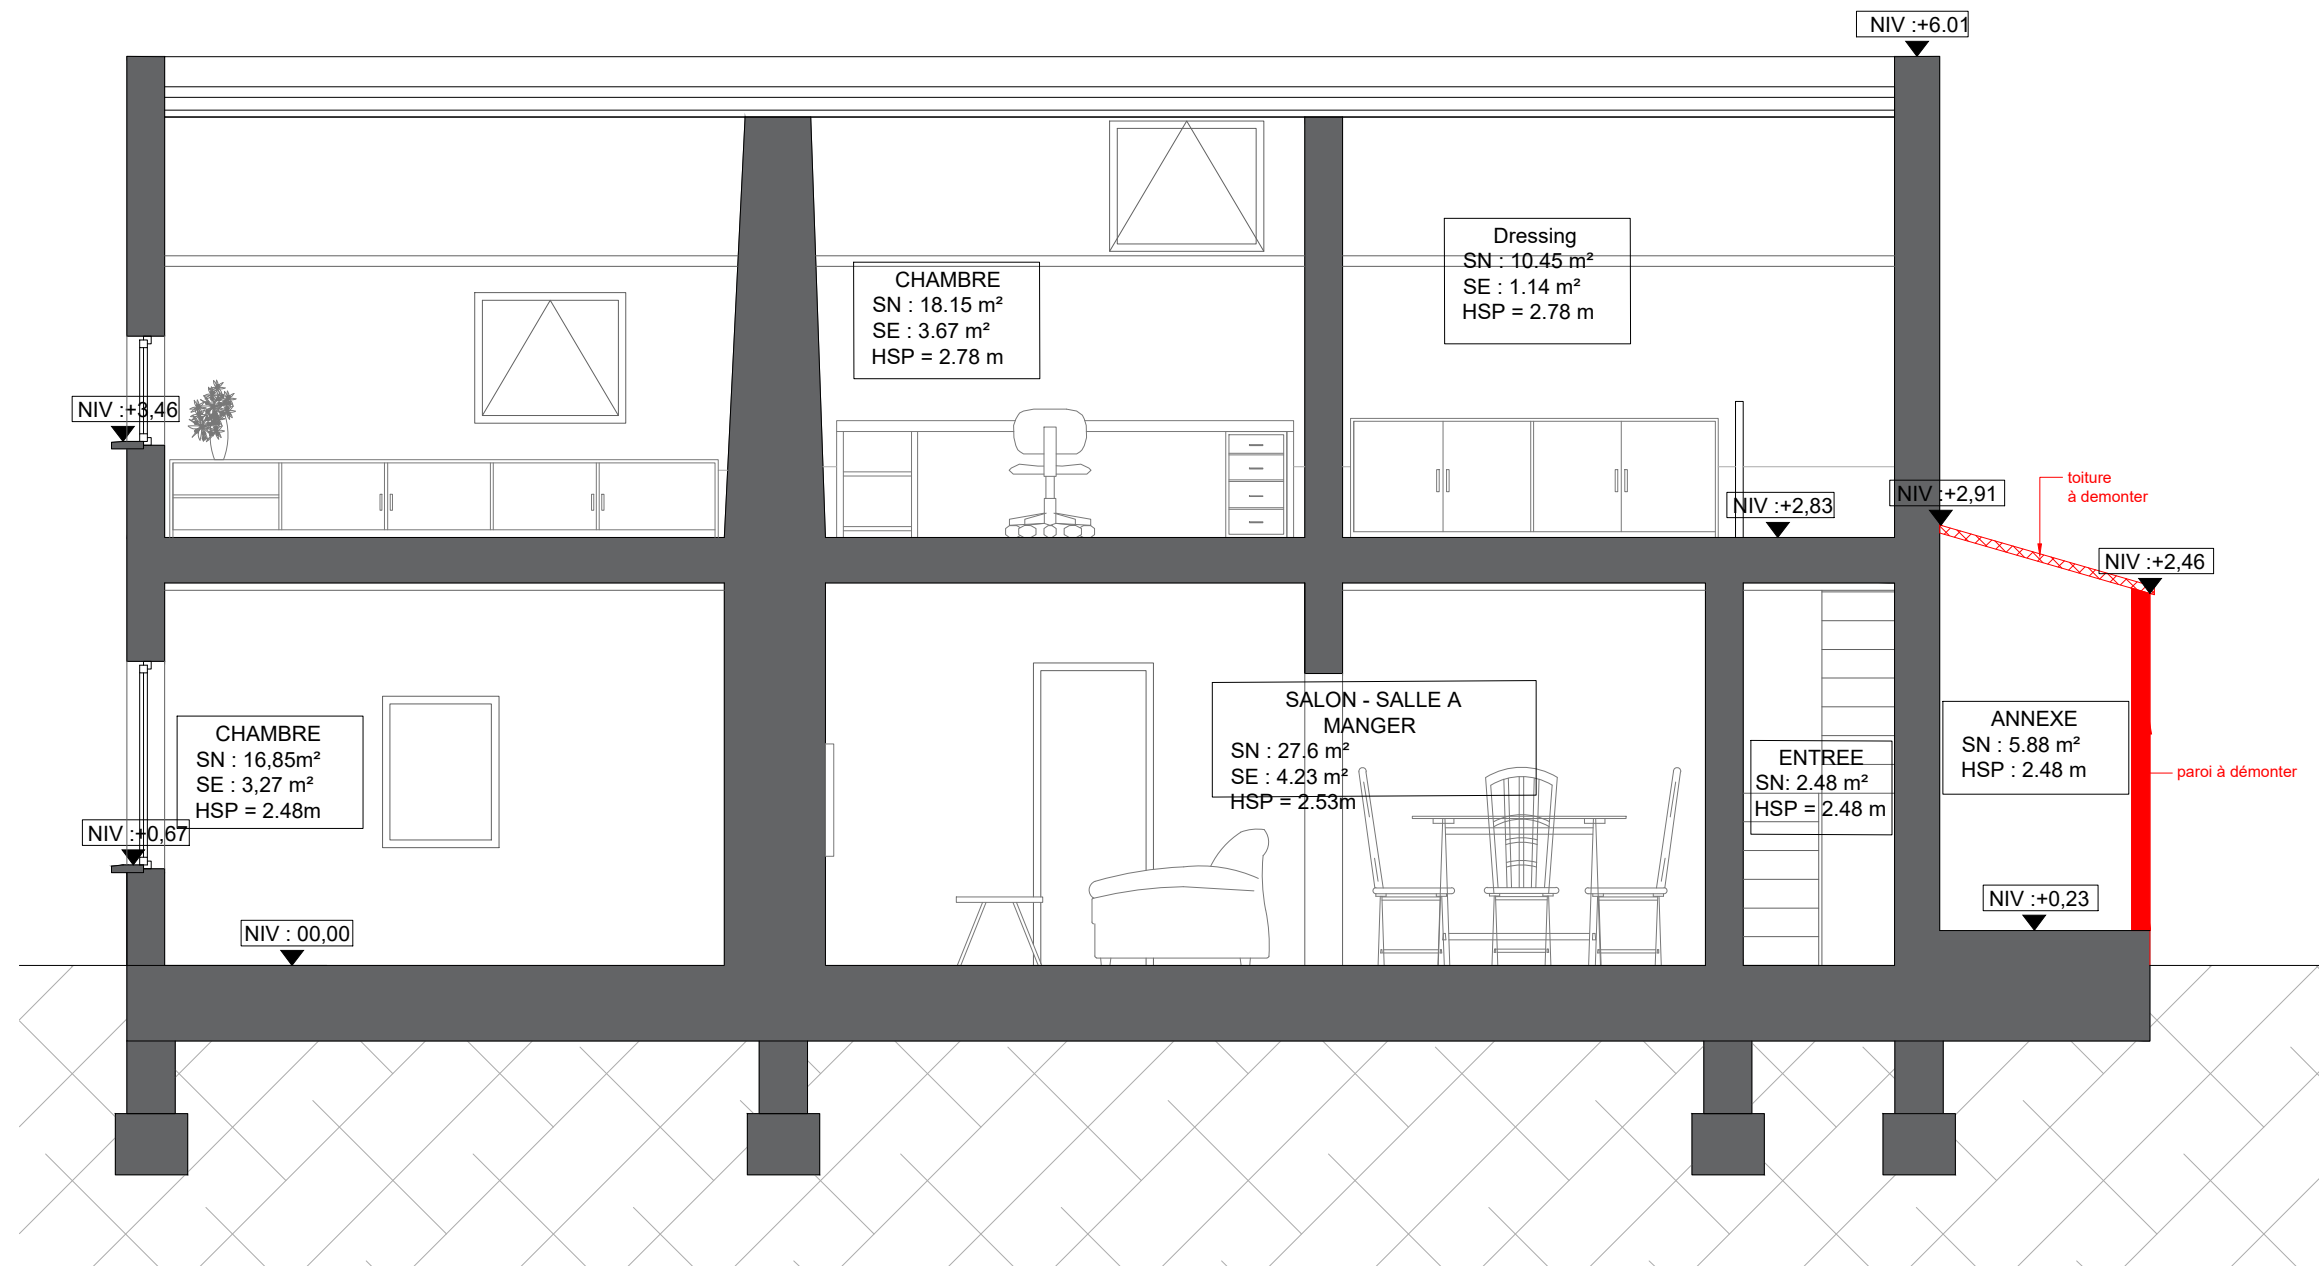 NIV :+6.01
Dressing
SN : 10.45 m²
SE : 1.14 m²
HSP = 2.78 m
CHAMBRE
SN : 18.15 m²
SE : 3.67 m²
HSP = 2.78 m
NIV :+3,46
NIV :+2,83
NIV :+2,91
toiture
à demonter
NIV :+2,46
CHAMBRE
SN : 16,85m²
SE : 3,27 m²
HSP = 2.48m
NIV :+0,67
SALON - SALLE A
MANGER
SN : 27.6 m²
SE : 4.23 m²
HSP = 2.53m
ENTREE
SN: 2.48 m²
HSP = 2.48 m
ANNEXE
SN : 5.88 m²
HSP : 2.48 m
paroi à démonter
NIV :+0,23
NIV : 00,00